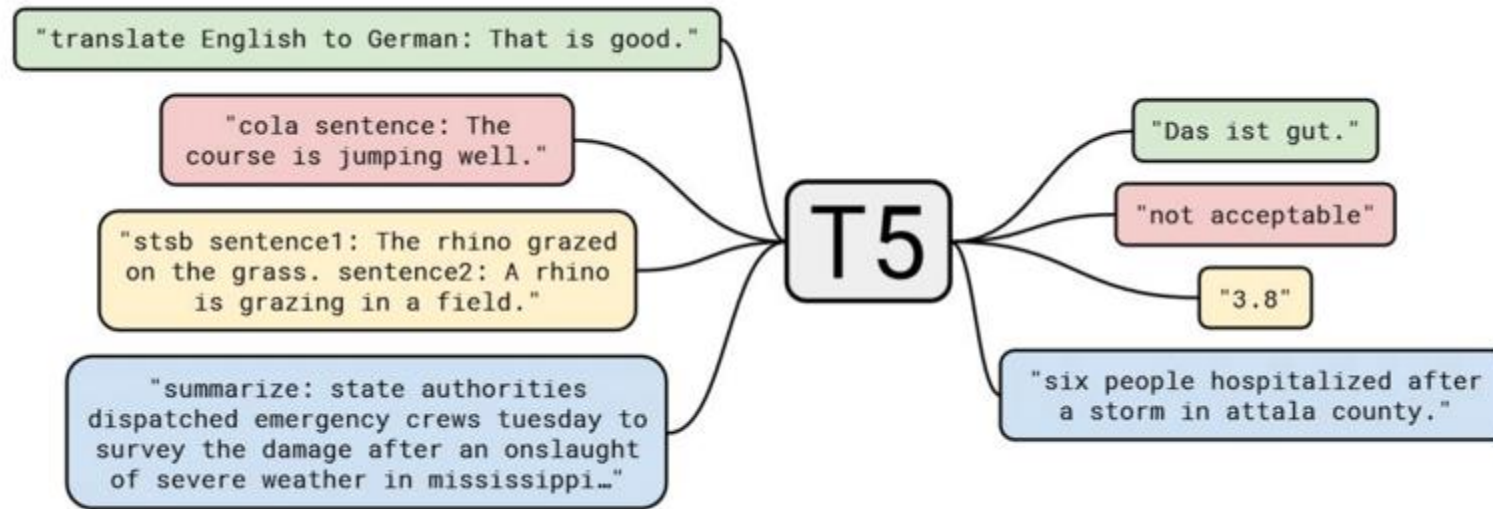 "translate English to German: That is good."
"cola sentence: The
course is jumping well."
"stsb sentence1: The rhino grazed
on the grass. sentence2: A rhino
is grazing in a field."
"summarize: state authorities
dispatched emergency crews tuesday to
survey the damage after an onslaught
of severe weather in mississippi…"
T5
"Das ist gut."
"not acceptable"
"3.8"
"six people hospitalized after
a storm in attala county."